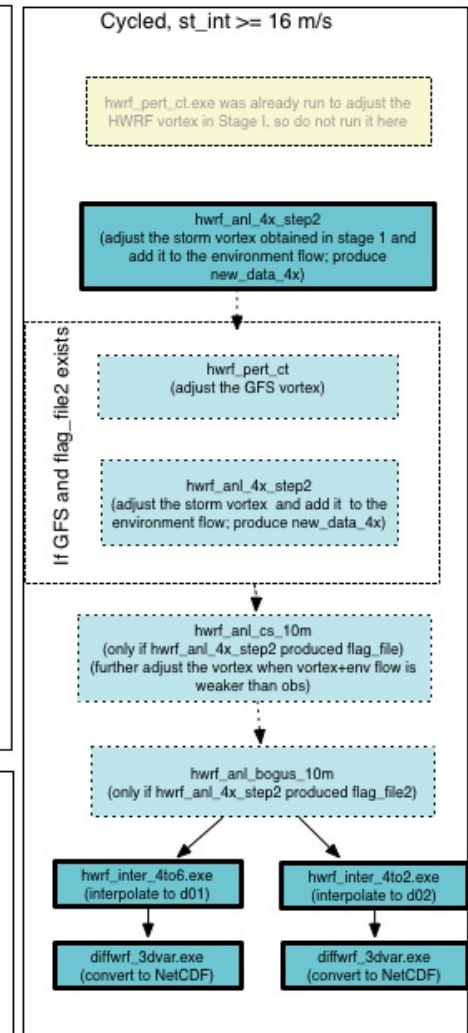 Cycled, st_int >= 16 m/s
hwrf_pert_ct.exe was already run to adjust the
HWRF vortex in Stage I, so do not run it here
hwrf_anl_4x_step2
(adjust the storm vortex obtained in stage 1 and
add it to the environment flow; produce
new_data_4x)
If GFS and flag_file2 exists
hwrf_pert_ct
(adjust the GFS vortex)
hwrf_anl_4x_step2
(adjust the storm vortex and add it to the
environment flow; produce new_data_4x)
hwrf_anl_cs_10m
(only if hwrf_anl_4x_step2 produced flag_file)
(further adjust the vortex when vortex+env flow is
weaker than obs)
hwrf_anl_bogus_10m
(only if hwrf_anl_4x_step2 produced flag_file2)
hwrf_inter_4to6.exe
(interpolate to d01)
hwrf_inter_4to2.exe
(interpolate to d02)
diffwrf_3dvar.exe
(convert to NetCDF)
diffwrf_3dvar.exe
(convert to NetCDF)